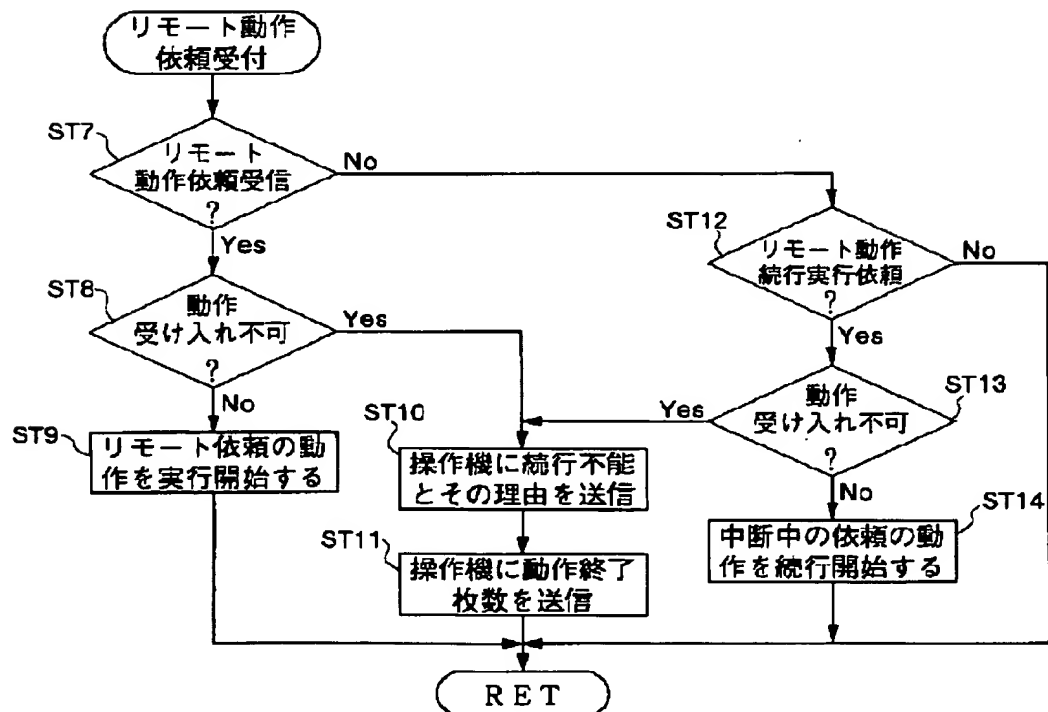 リモート動作
依頼受付
ST7
リモート
動作依頼受信
?
No
Yes
ST12
リモート動作
続行実行依頼
?
No
Yes
ST8
動作
受け入れ不可
?
Yes
No
ST13
動作
受け入れ不可
?
Yes
No
ST9
リモート依頼の動
作を実行開始する
ST10
操作機に続行不能
とその理由を送信
ST11
操作機に動作終了
枚数を送信
ST14
中断中の依頼の動
作を続行開始する
RET